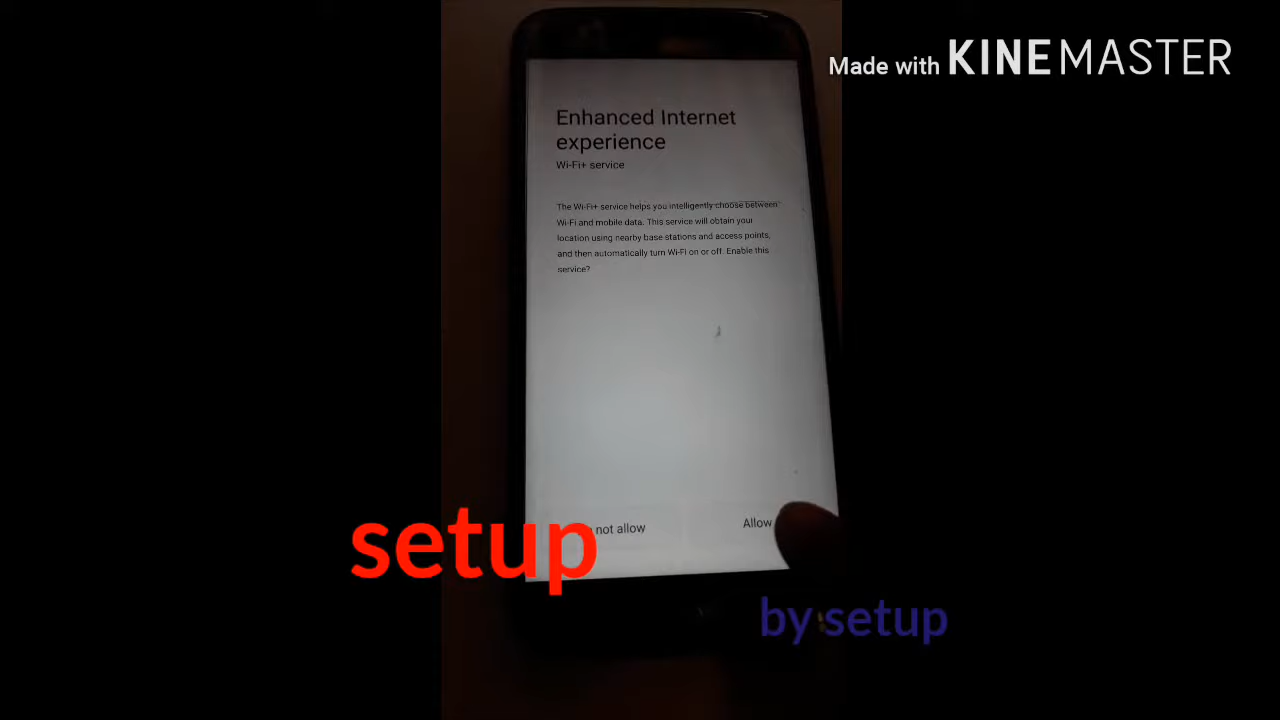 Made with KINEMASTER
Enhanced Internet
experience
Wi-Fi+ service
The Wi-Fi+ service helps you intelligently choose between
Wi-Fi and mobile data. This service will obtain your
location using nearby base stations and access points,
and then automatically turn Wi-Fi on or off. Enable this
service?
not allow
Allow
setup
by setup